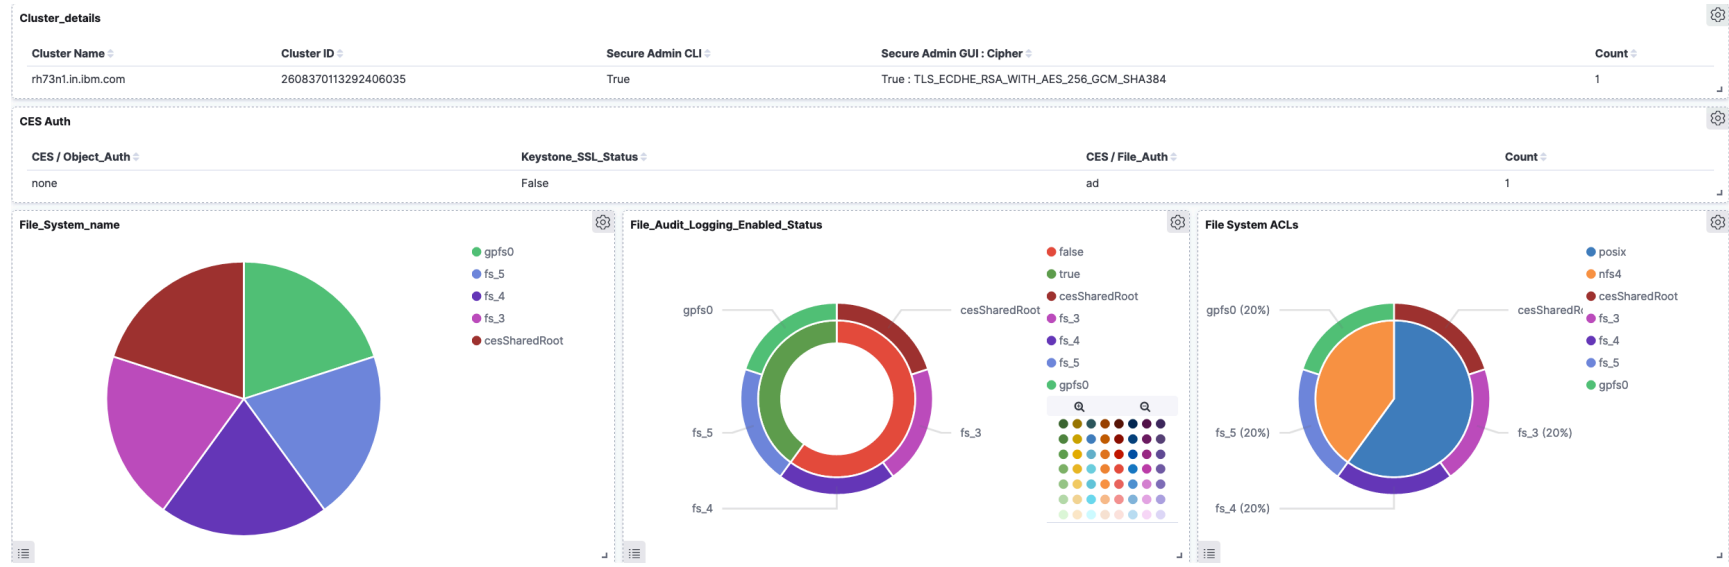 Cluster_details
Cluster Name Cluster ID Secure Admin CLI Secure Admin GUI : Cipher Count
rh73n1.in.ibm.com 2608370113292406035 True True : TLS_ECDHE_RSA_WITH_AES_256_GCM_SHA384 1
CES Auth
CES / Object_Auth Keystone_SSL_Status CES / File_Auth Count
none False ad 1
File_System_name
gpfs0
fs_5
fs_4
fs_3
cesSharedRoot
File_Audit_Logging_Enabled_Status
false
true
cesSharedRoot
fs_3
fs_4
fs_5
gpfs0
gpfs0
cesSharedRoot
fs_5
fs_3
fs_4
File System ACLs
posix
nfs4
cesSharedRoot
fs_3
fs_4
fs_5
gpfs0
gpfs0 (20%)
cesSharedR
fs_5 (20%)
fs_3 (20%)
fs_4 (20%)